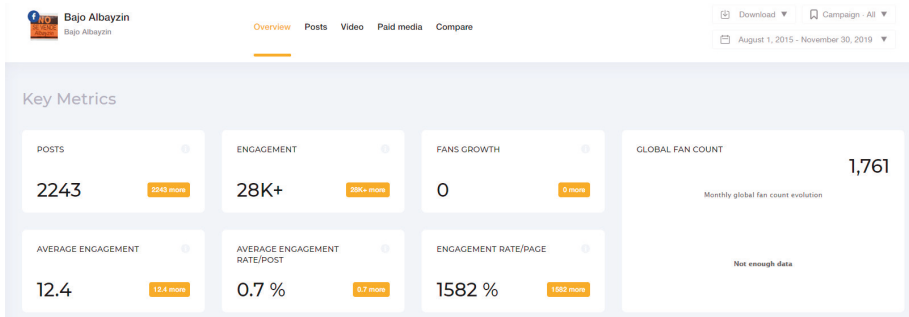 NO
Bajo Albayzin
Bajo Albayzin
Overview Posts Video Paid media Compare
Download ▼ Campaign - All ▼
August 1, 2015 - November 30, 2019 ▼
Key Metrics
POSTS
2243
2243 more
ENGAGEMENT
28K+
28K+ more
FANS GROWTH
0
0 more
GLOBAL FAN COUNT
1,761
Monthly global fan count evolution
Not enough data
AVERAGE ENGAGEMENT
12.4
12.4 more
AVERAGE ENGAGEMENT
RATE/POST
0.7 %
0.7 more
ENGAGEMENT RATE/PAGE
1582 %
1582 more